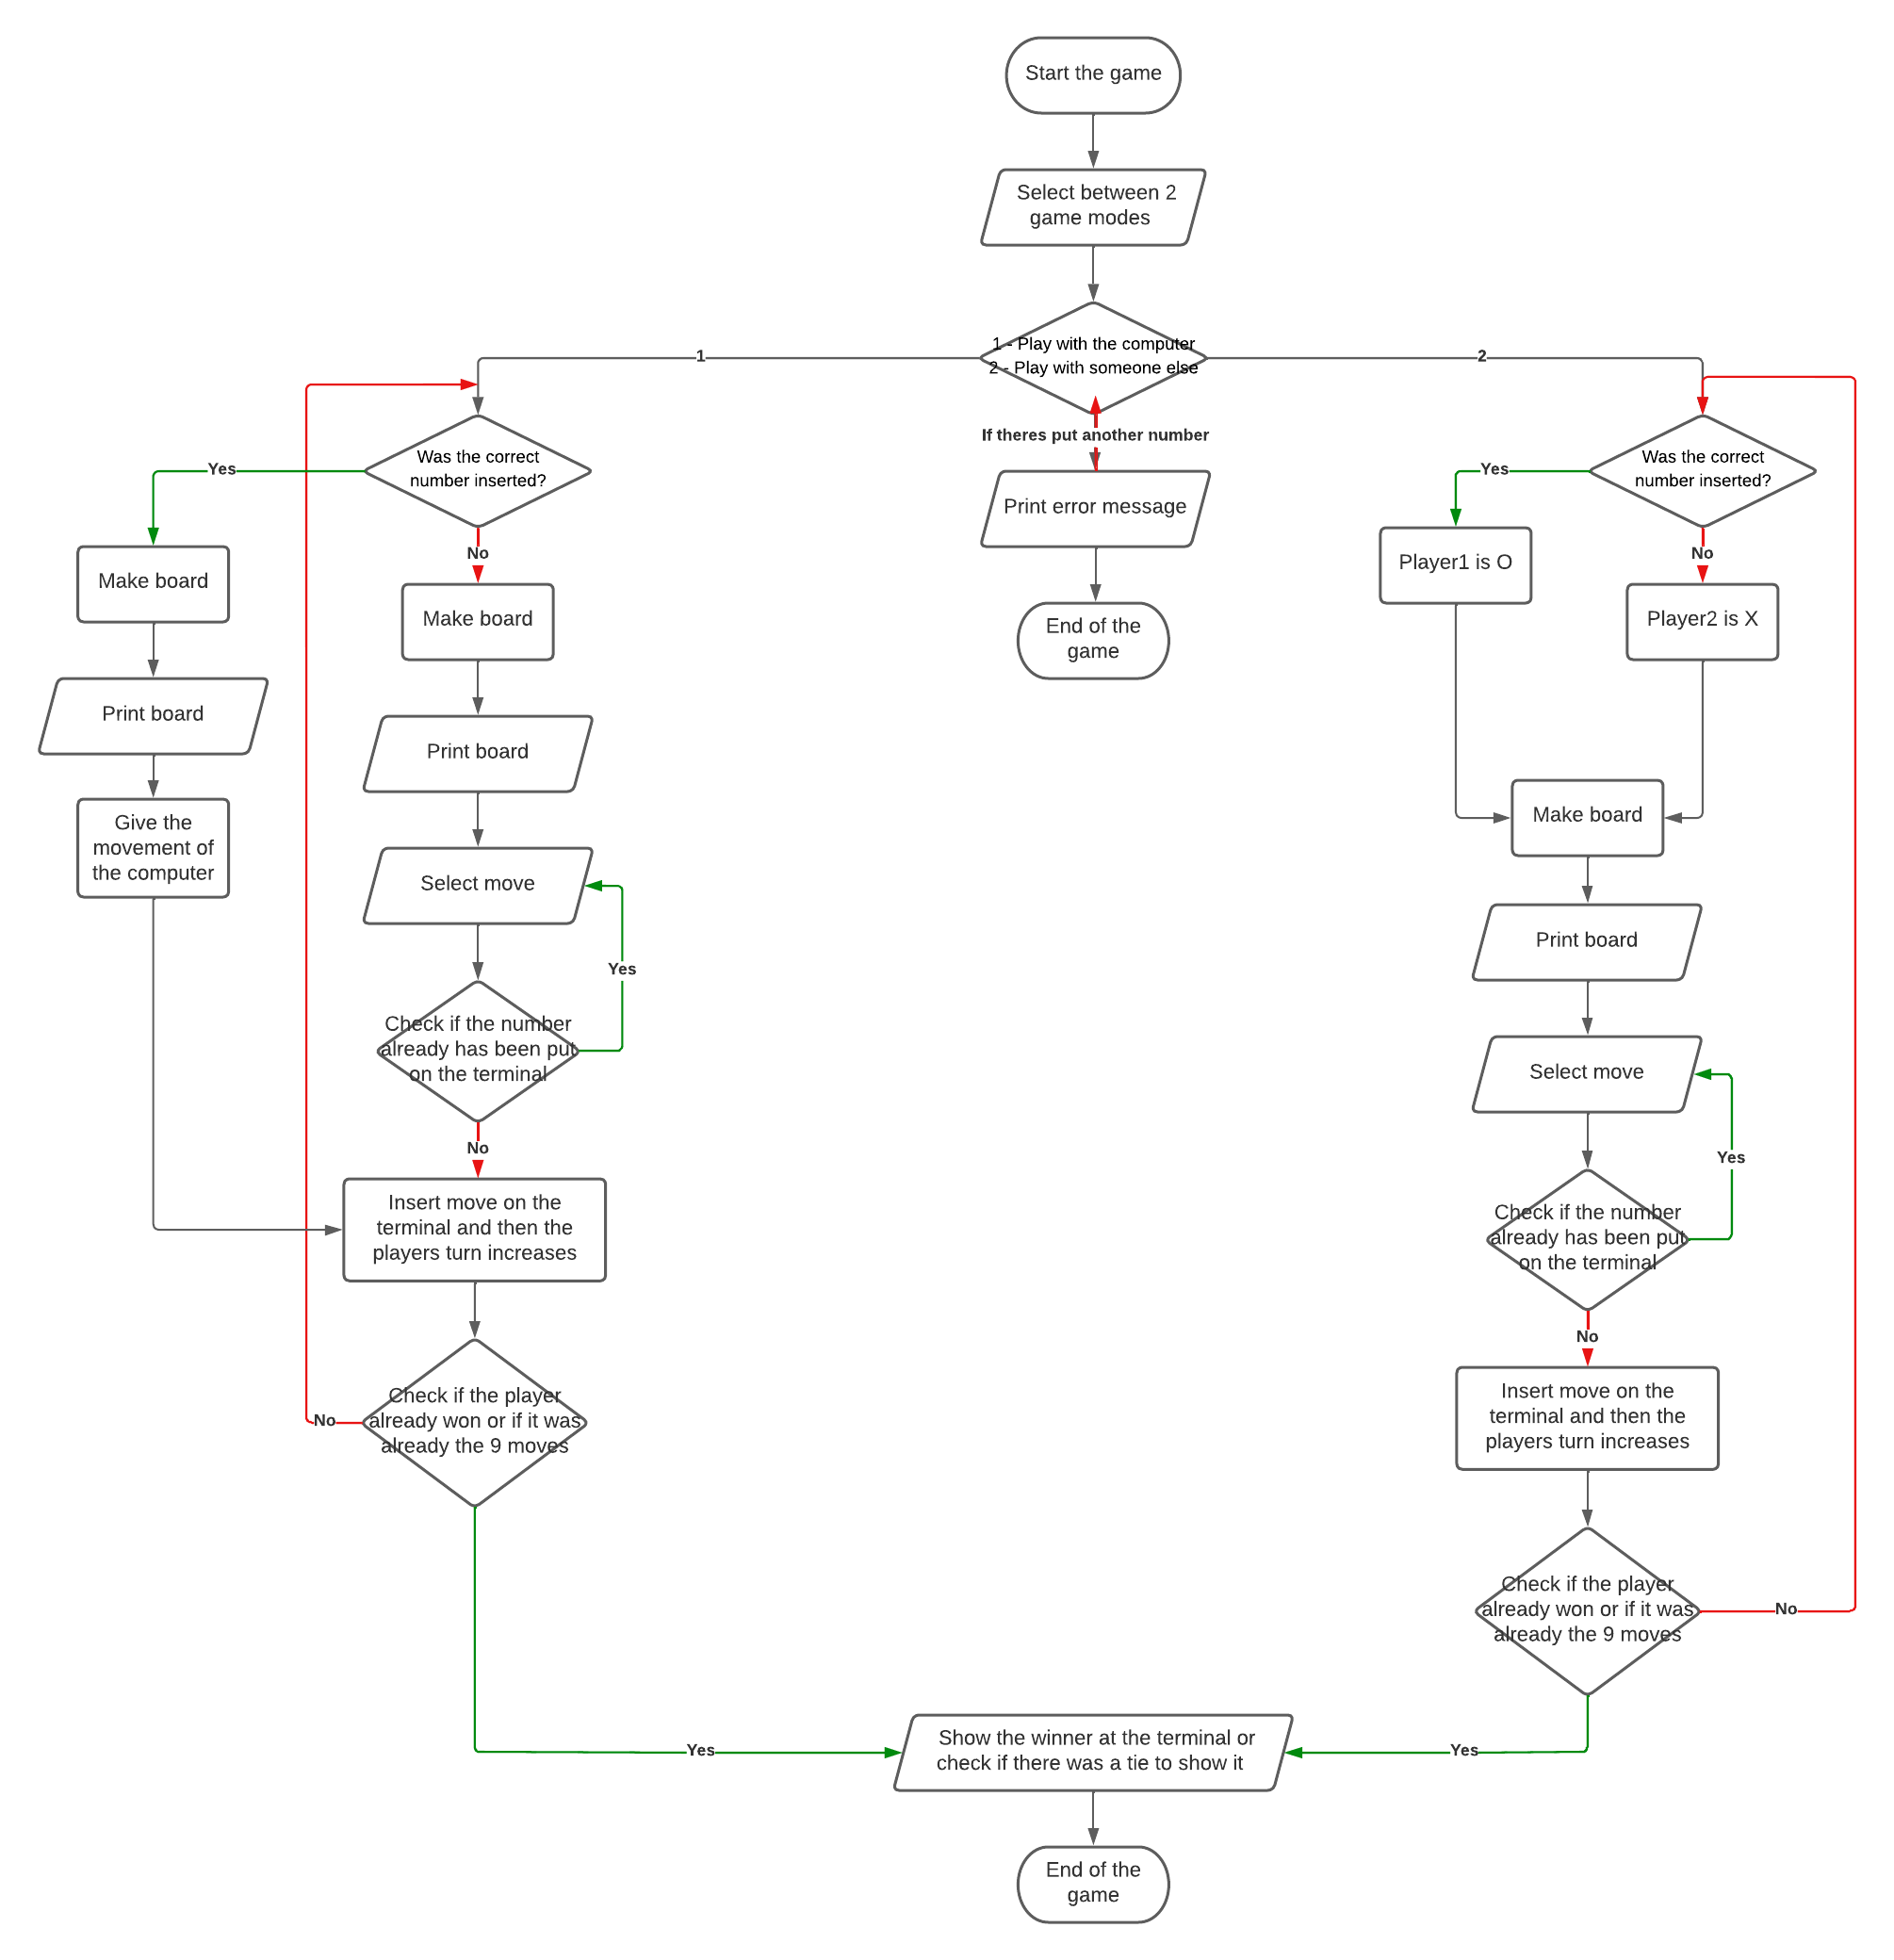 Start the game
Select between 2
game modes
1 - Play with the computer
2 - Play with someone else
1
2
If theres put another number
Print error message
End of the
game
Was the correct
number inserted?
Yes
No
Make board
Print board
Give the
movement of
the computer
Make board
Print board
Select move
Yes
Check if the number
already has been put
on the terminal
No
Insert move on the
terminal and then the
players turn increases
Check if the player
already won or if it was
already the 9 moves
No
Yes
Was the correct
number inserted?
Yes
No
Player1 is O
Player2 is X
Make board
Print board
Select move
Yes
Check if the number
already has been put
on the terminal
No
Insert move on the
terminal and then the
players turn increases
Check if the player
already won or if it was
already the 9 moves
No
Yes
Show the winner at the terminal or
check if there was a tie to show it
End of the
game